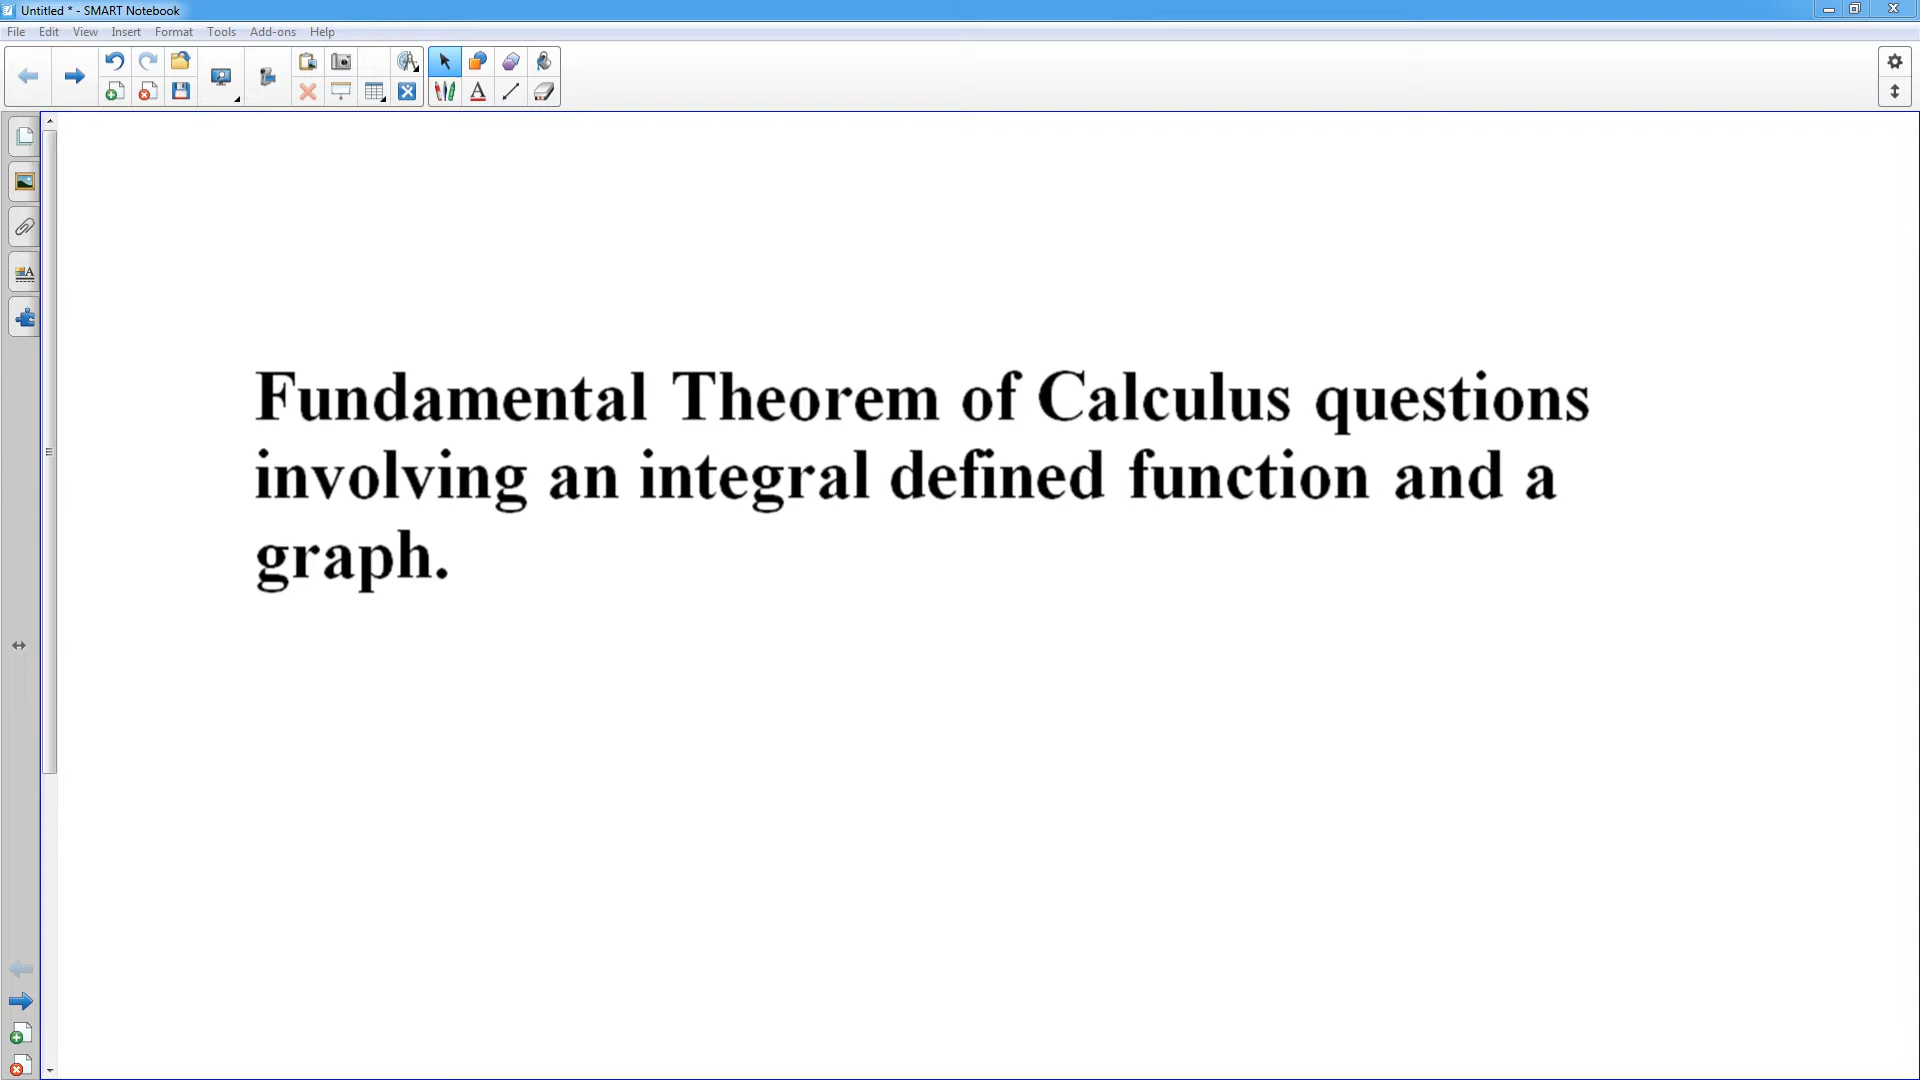 Untitled * - SMART Notebook
File Edit View Insert Format Tools Add-ons Help
Fundamental Theorem of Calculus questions
involving an integral defined function and a
graph.